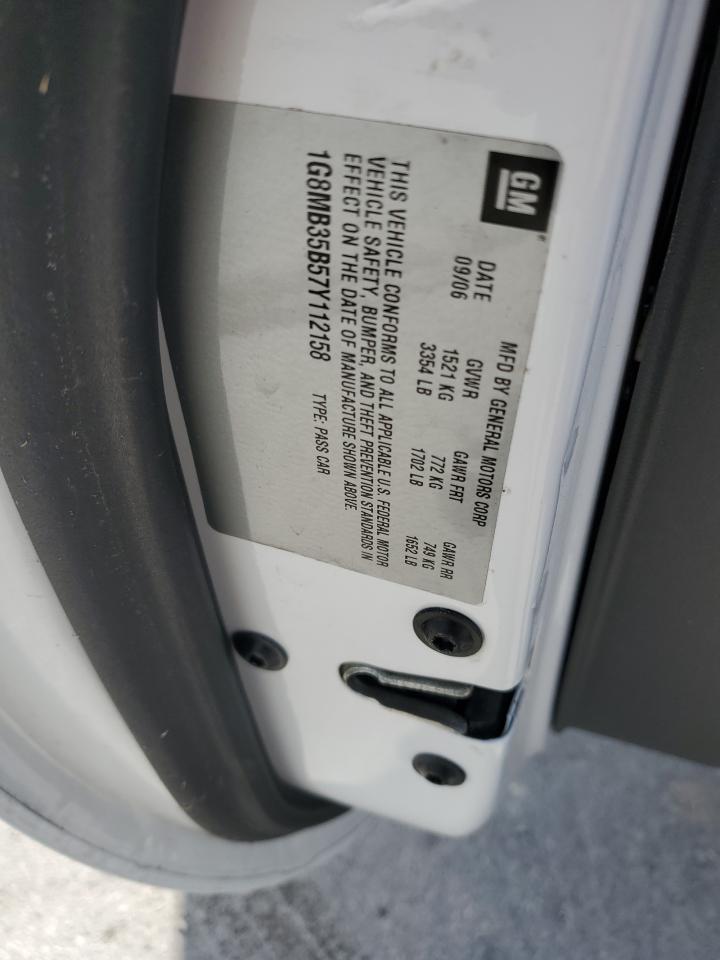 GM®
MFD BY GENERAL MOTORS CORP
DATE GVWR GAWR FRT GAWR RR
09/06 1521 KG 772 KG 749 KG
3354 LB 1702 LB 1652 LB
THIS VEHICLE CONFORMS TO ALL APPLICABLE U.S. FEDERAL MOTOR
VEHICLE SAFETY, BUMPER, AND THEFT PREVENTION STANDARDS IN
EFFECT ON THE DATE OF MANUFACTURE SHOWN ABOVE.
1G8MB35B57Y112158 TYPE: PASS CAR